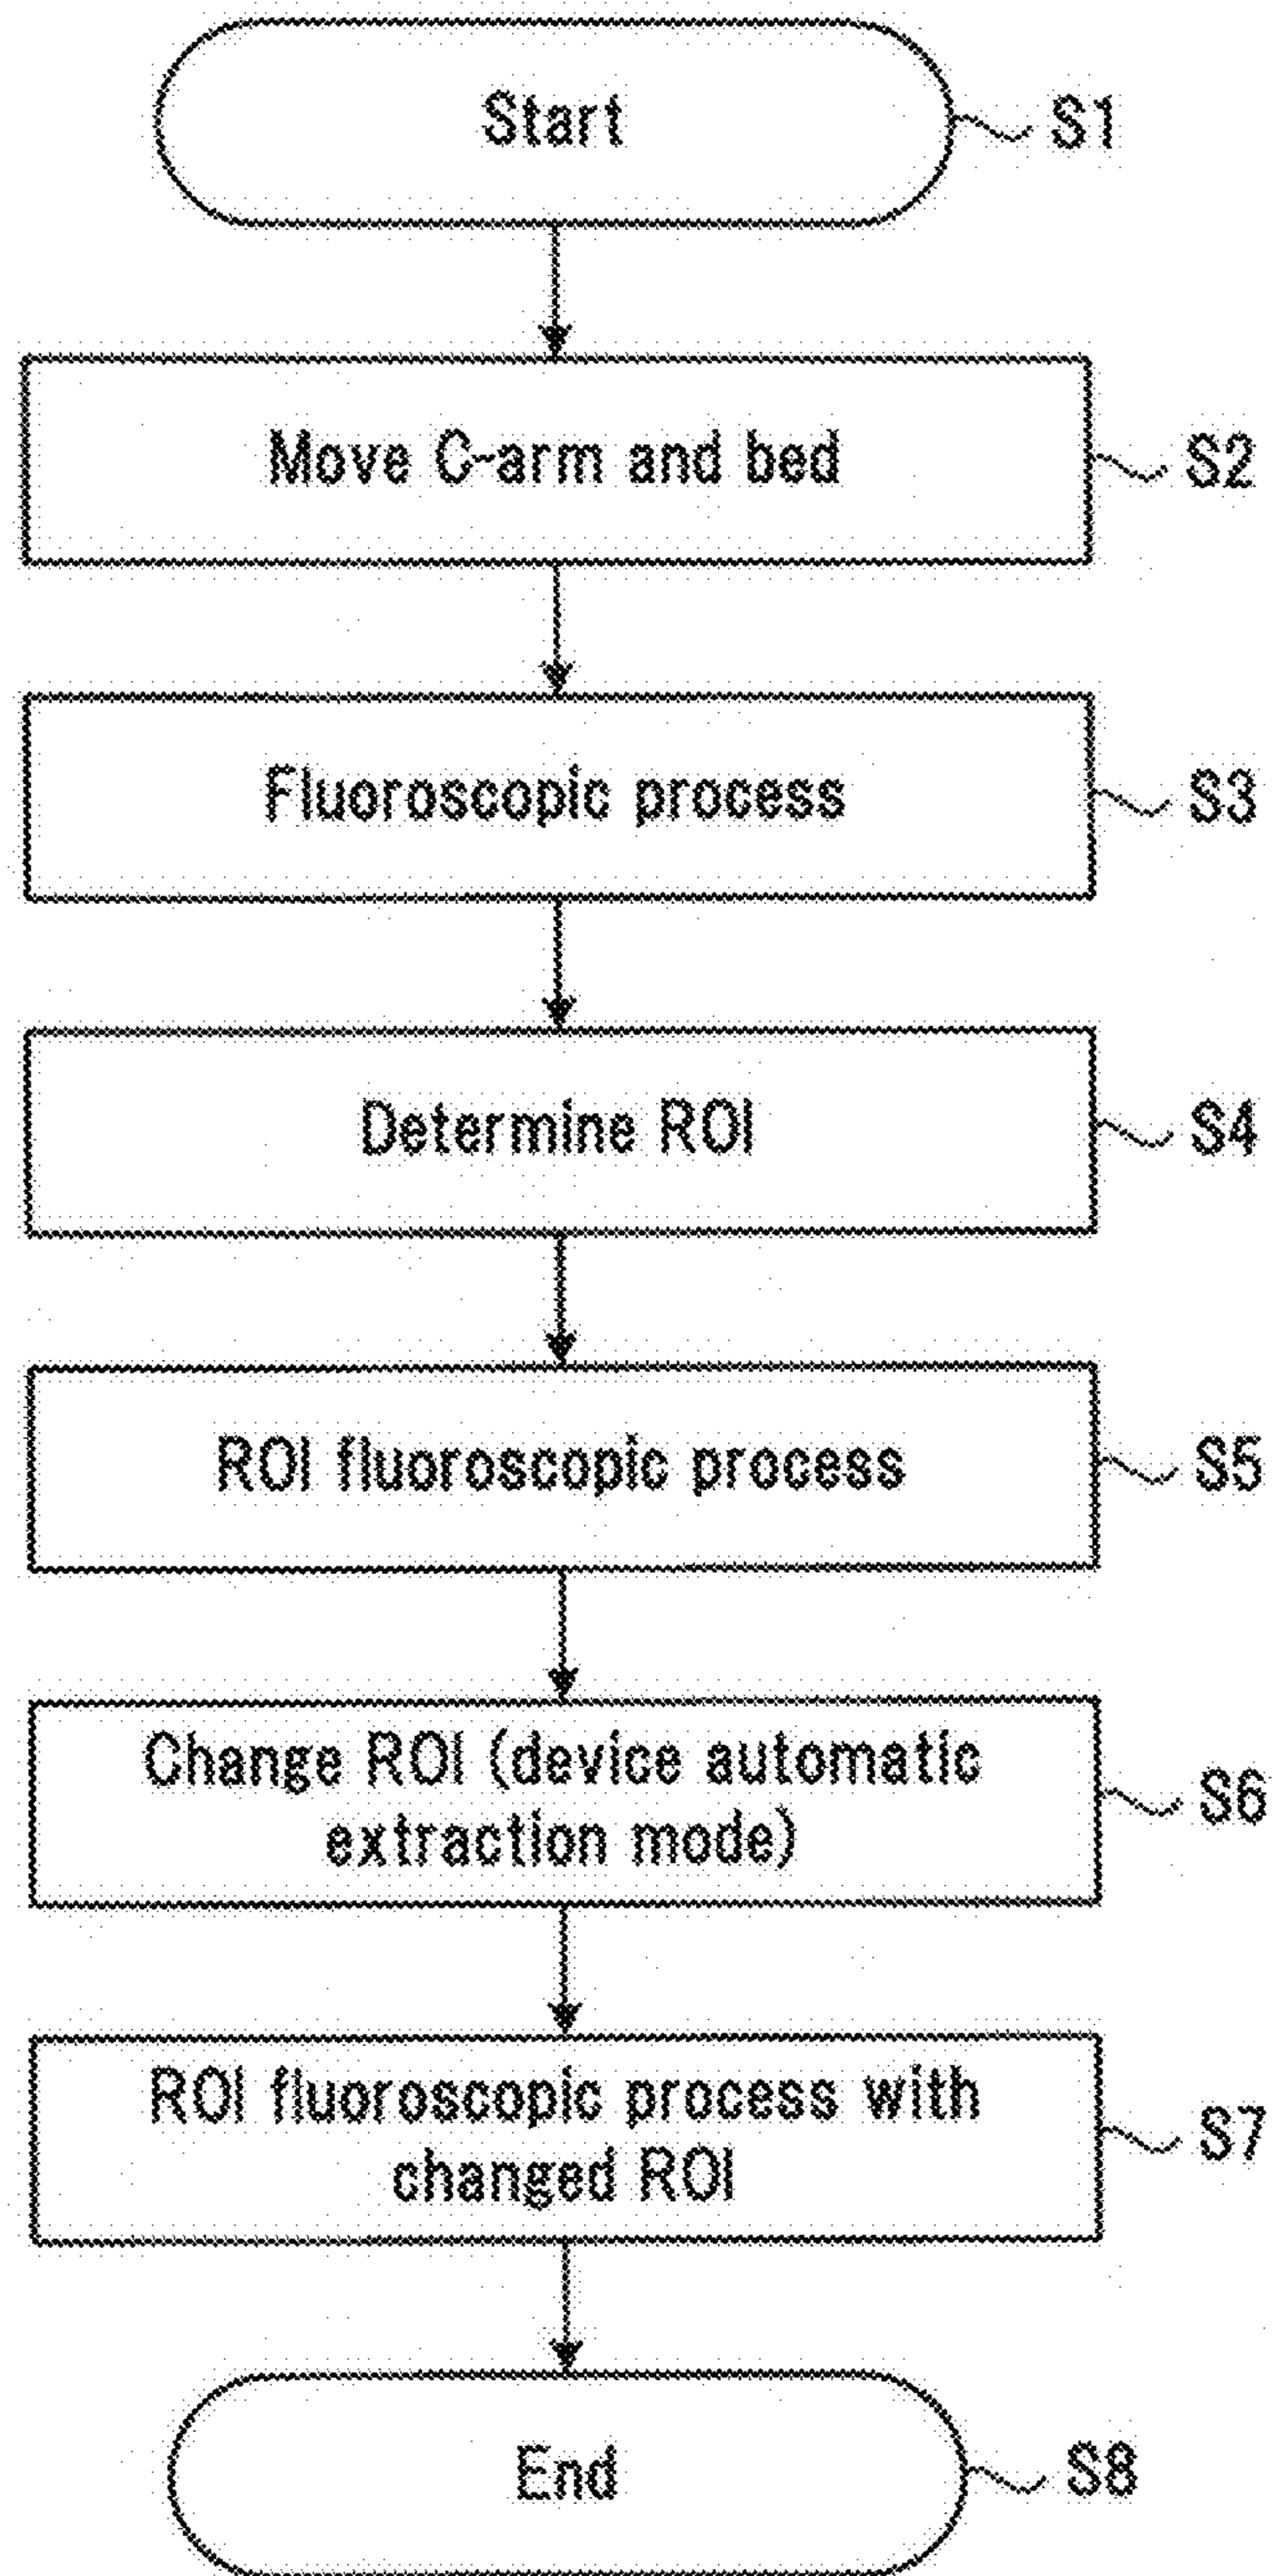 Start
S1
Move C-arm and bed
S2
Fluoroscopic process
S3
Determine ROI
S4
ROI fluoroscopic process
S5
Change ROI (device automatic
extraction mode)
S6
ROI fluoroscopic process with
changed ROI
S7
End
S8